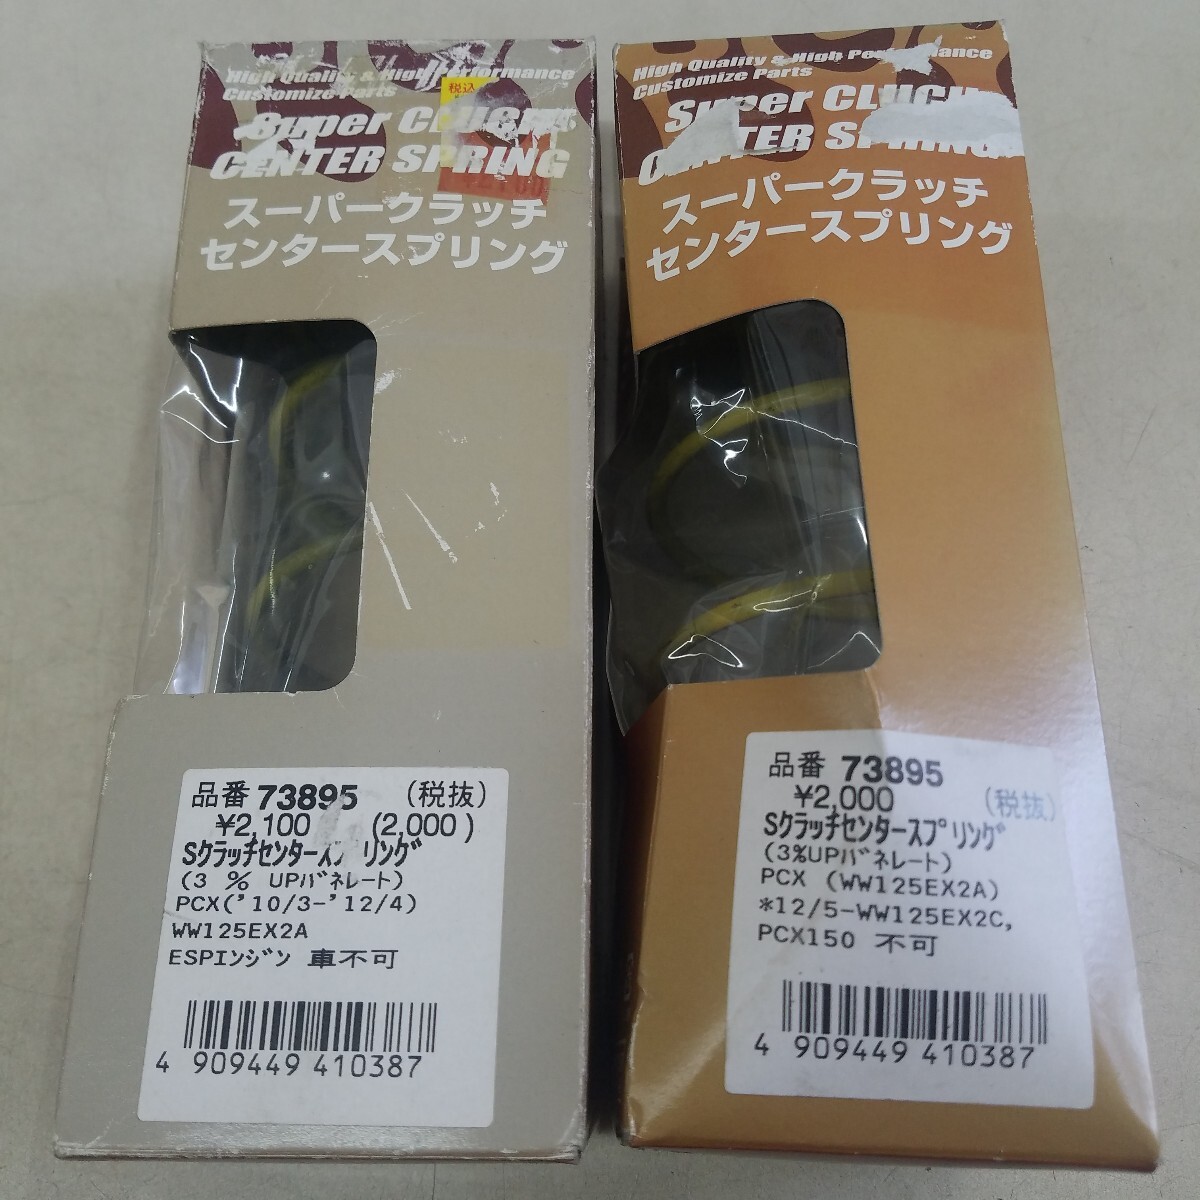 High Quality & High Performance
Customize Parts
Super CLUCH
CENTER SPRING
税込
スーパークラッチ
センタースプリング
品番 73895 (税抜)
¥2,100 (2,000)
Sクラッチセンタースプリング
(3 % UPバネレート)
PCX('10/3-'12/4)
WW125EX2A
ESPエンジン 車不可
4 909449 410387
High Quality & High Performance
Customize Parts
Super CLUCH
CENTER SPRING
スーパークラッチ
センタースプリング
品番 73895
¥2,000 (税抜)
Sクラッチセンタースプリング
(3%UPバネレート)
PCX (WW125EX2A)
*12/5-WW125EX2C,
PCX150 不可
4 909449 410387